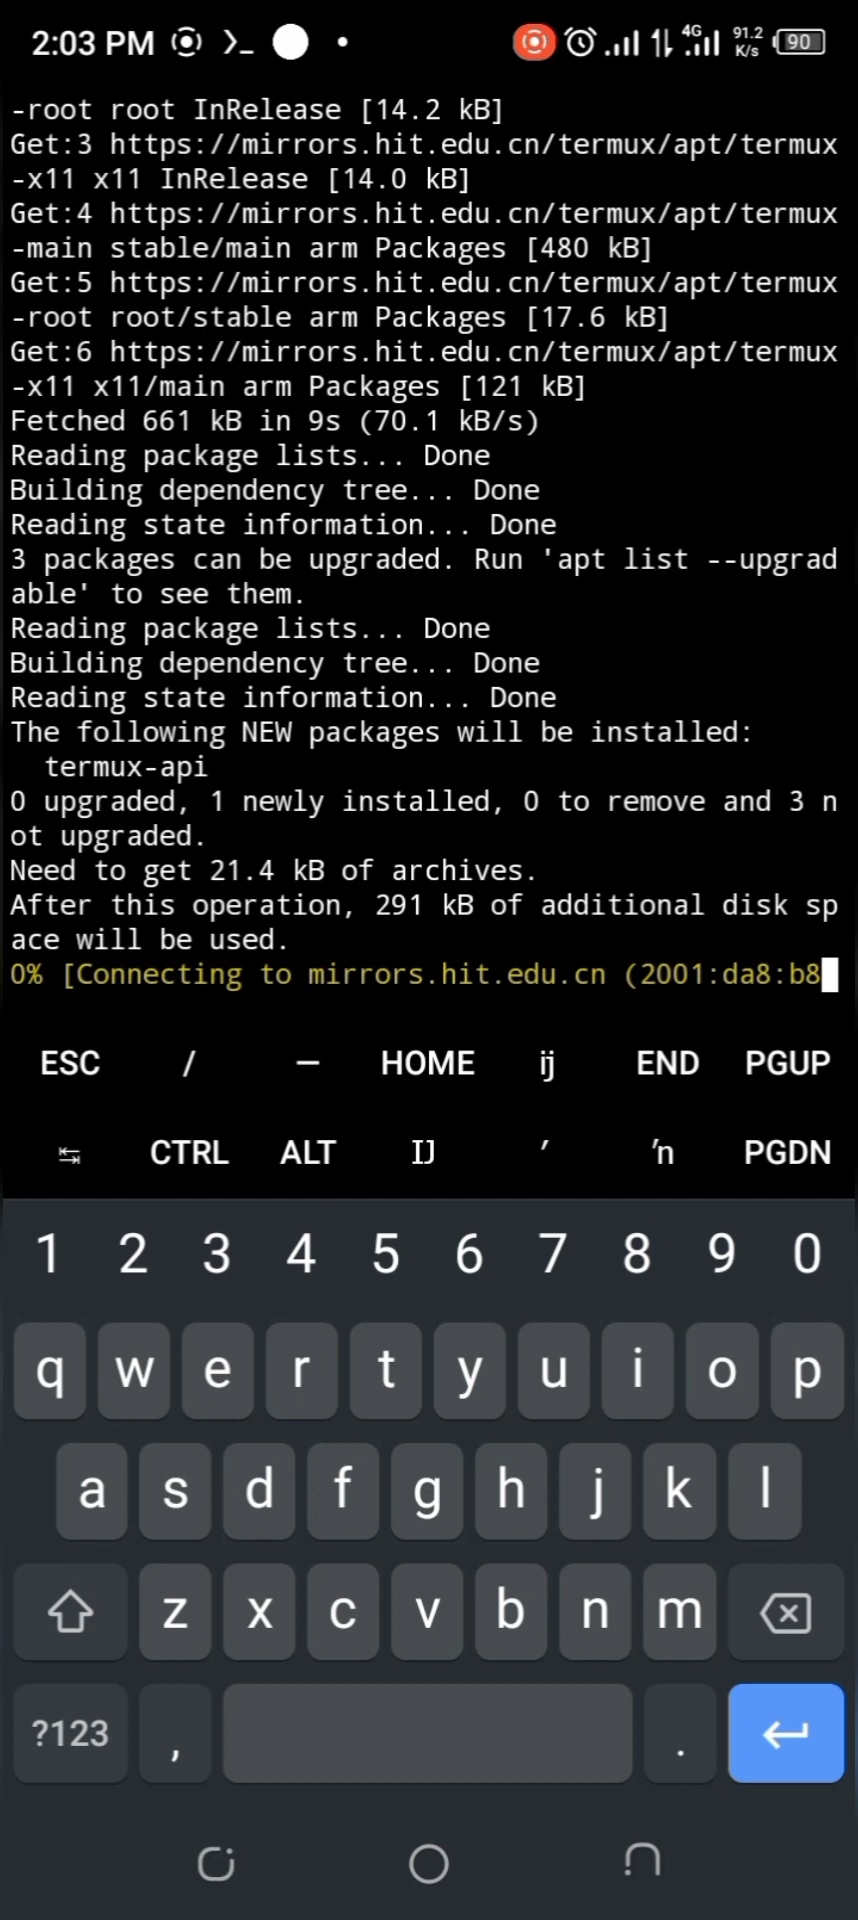 2:03 PM
4G 91.2 K/s 90
-root root InRelease [14.2 kB]
Get:3 https://mirrors.hit.edu.cn/termux/apt/termux
-x11 x11 InRelease [14.0 kB]
Get:4 https://mirrors.hit.edu.cn/termux/apt/termux
-main stable/main arm Packages [480 kB]
Get:5 https://mirrors.hit.edu.cn/termux/apt/termux
-root root/stable arm Packages [17.6 kB]
Get:6 https://mirrors.hit.edu.cn/termux/apt/termux
-x11 x11/main arm Packages [121 kB]
Fetched 661 kB in 9s (70.1 kB/s)
Reading package lists... Done
Building dependency tree... Done
Reading state information... Done
3 packages can be upgraded. Run 'apt list --upgrad
able' to see them.
Reading package lists... Done
Building dependency tree... Done
Reading state information... Done
The following NEW packages will be installed:
  termux-api
0 upgraded, 1 newly installed, 0 to remove and 3 n
ot upgraded.
Need to get 21.4 kB of archives.
After this operation, 291 kB of additional disk sp
ace will be used.
0% [Connecting to mirrors.hit.edu.cn (2001:da8:b8
ESC / — HOME ĳ END PGUP
↹ CTRL ALT Ĳ ′ ŉ PGDN
1 2 3 4 5 6 7 8 9 0
q w e r t y u i o p
a s d f g h j k l
z x c v b n m
?123 , .